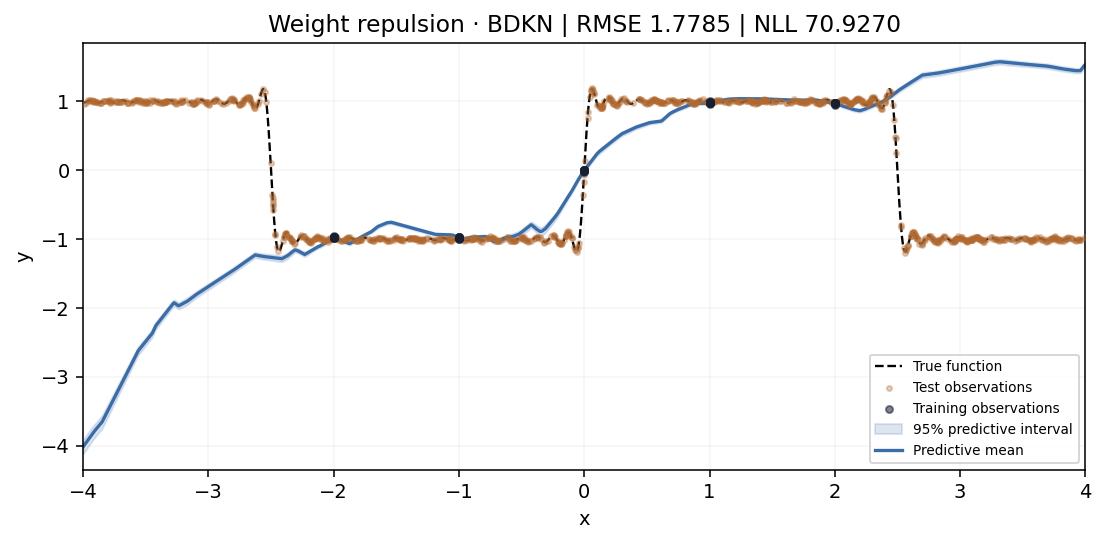 Weight repulsion · BDKN | RMSE 1.7785 | NLL 70.9270
y
1
0
−1
−2
−3
−4
−4
−3
−2
−1
0
1
2
3
4
x
True function
Test observations
Training observations
95% predictive interval
Predictive mean